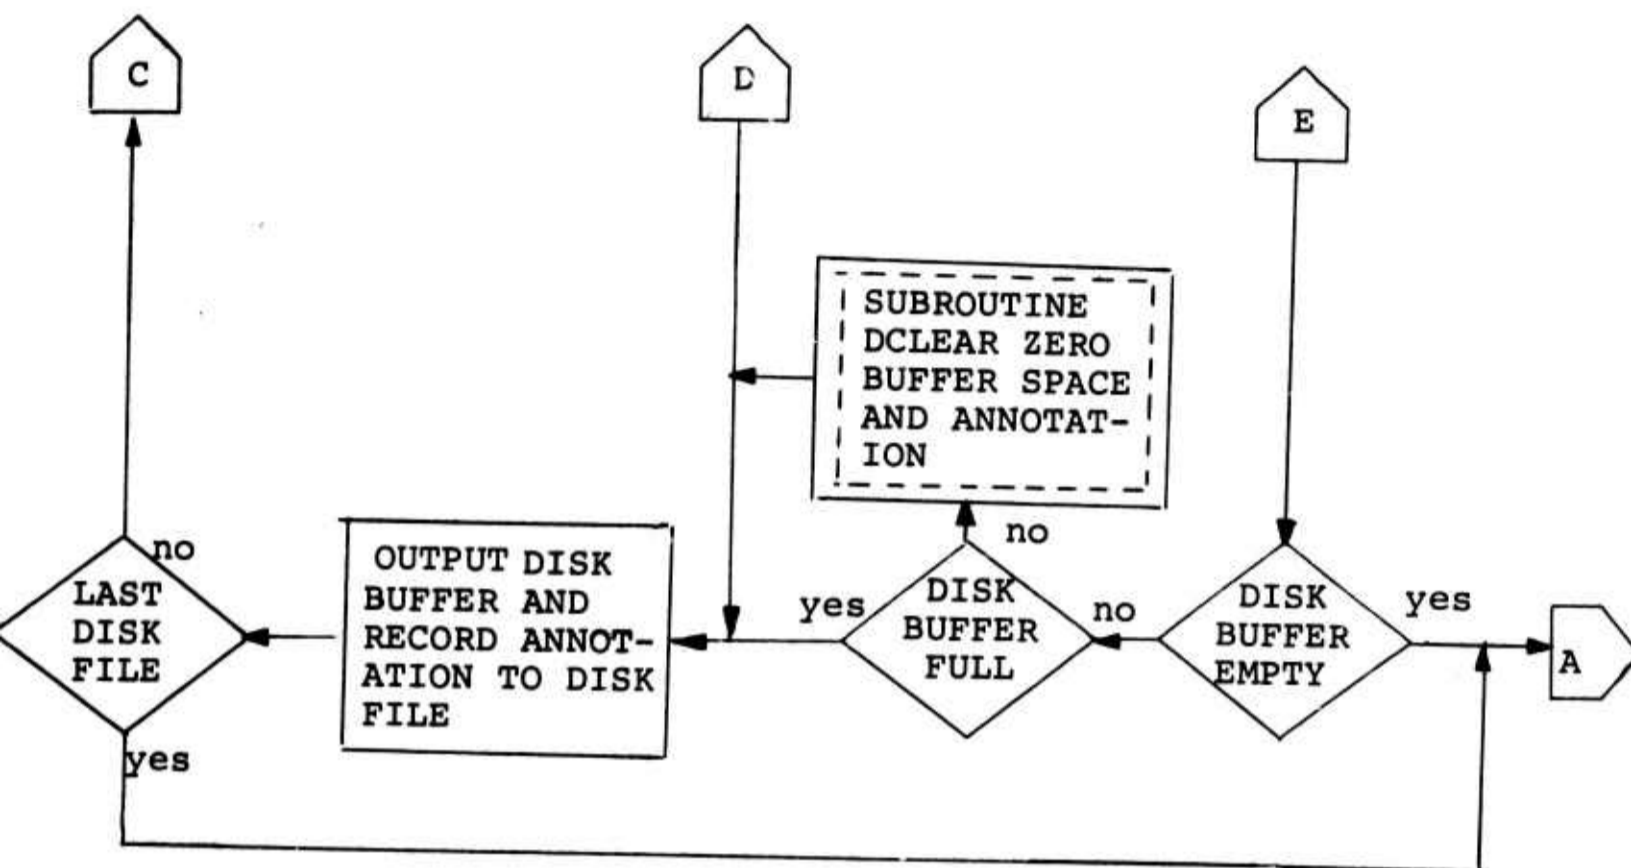 C
D
E
SUBROUTINE
DCLEAR ZERO
BUFFER SPACE
AND ANNOTAT-
ION
no
no
LAST
DISK
FILE
yes
OUTPUT DISK
BUFFER AND
RECORD ANNOT-
ATION TO DISK
FILE
yes
DISK
BUFFER
FULL
no
DISK
BUFFER
EMPTY
yes
A